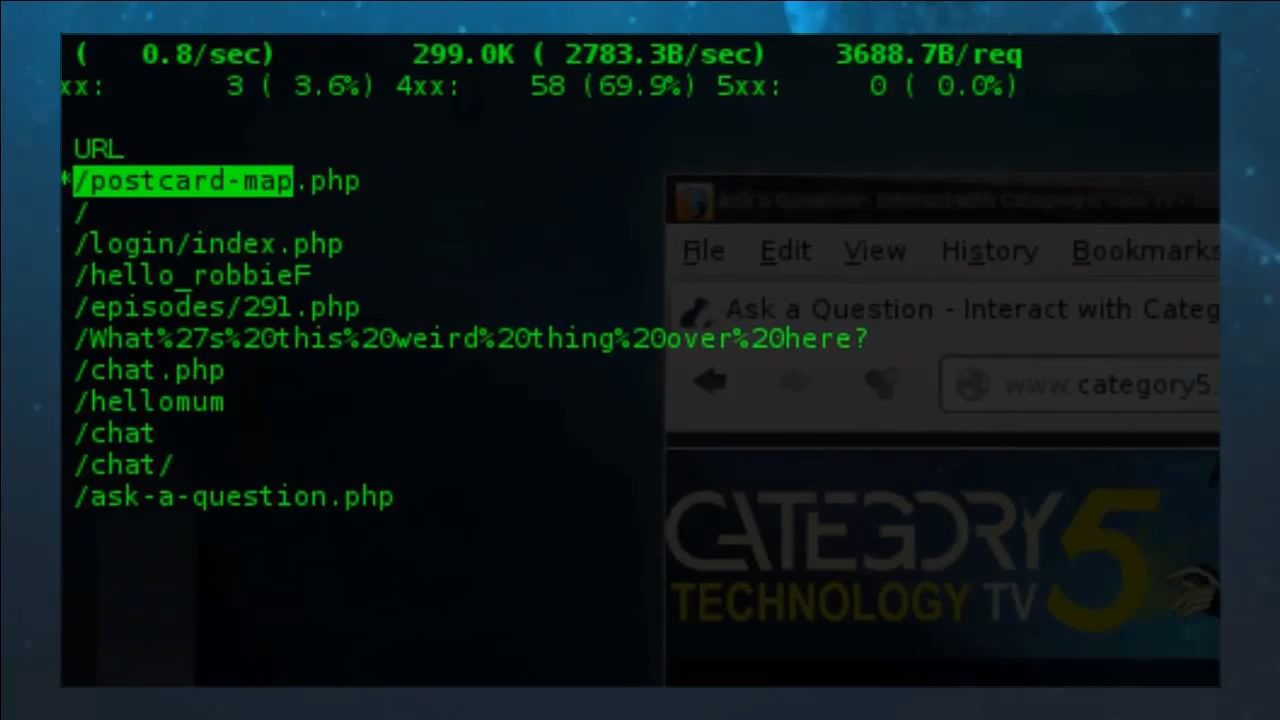 ( 0.8/sec) 299.0K ( 2783.3B/sec) 3688.7B/req
xx: 3 ( 3.6%) 4xx: 58 (69.9%) 5xx: 0 ( 0.0%)
URL
*/postcard-map.php
/
/login/index.php
/hello_robbieF
/episodes/291.php
/What%27s%20this%20weird%20thing%20over%20here?
/chat.php
/hellomum
/chat
/chat/
/ask-a-question.php
File Edit View History Bookmarks
Ask a Question - Interact with Categ
www.category5.
CATEGORY5
TECHNOLOGY TV